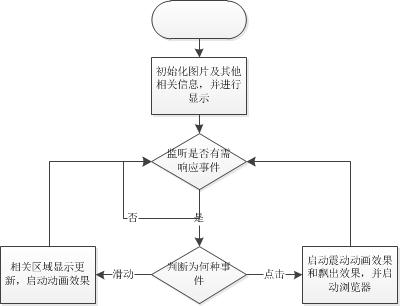 初始化图片及其他
相关信息，并进行
显示
监听是否有需
响应事件
否
是
相关区域显示更
新，启动动画效果
滑动
判断为何种事
件
点击
启动震动动画效果
和飘出效果，并启
动浏览器